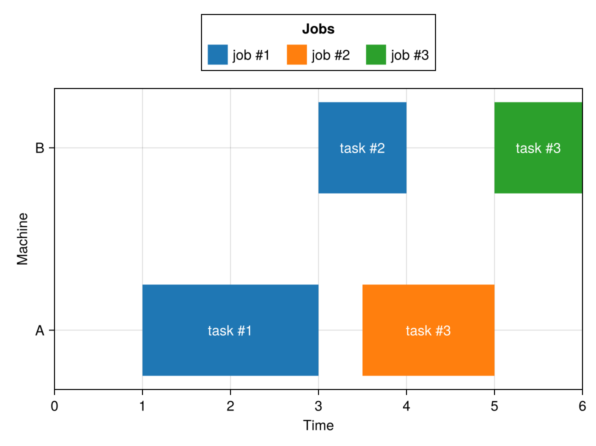 Jobs
job #1 job #2 job #3
B
task #2 task #3
Machine
A
task #1 task #3
0 1 2 3 4 5 6
Time